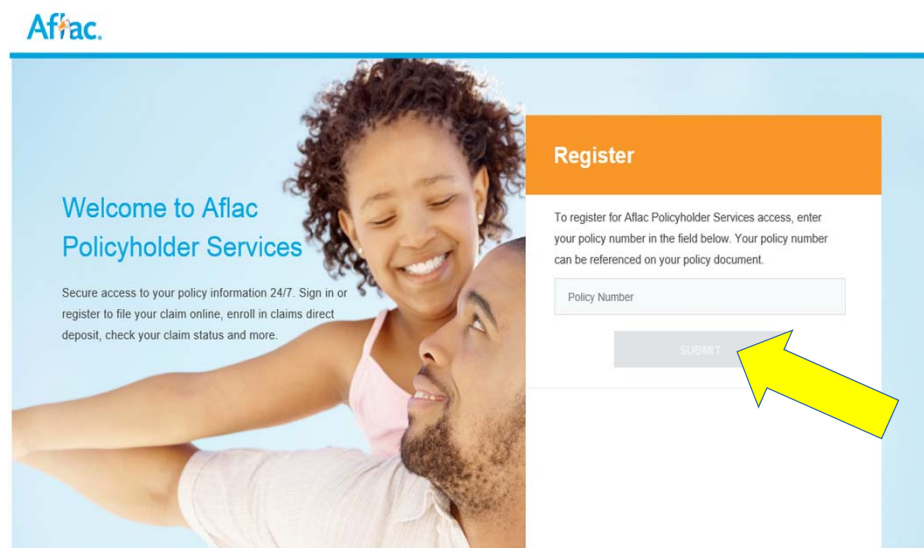 Aflac.
Register
Welcome to Aflac
Policyholder Services
Secure access to your policy information 24/7. Sign in or
register to file your claim online, enroll in claims direct
deposit, check your claim status and more.
To register for Aflac Policyholder Services access, enter
your policy number in the field below. Your policy number
can be referenced on your policy document.
Policy Number
SUBMIT